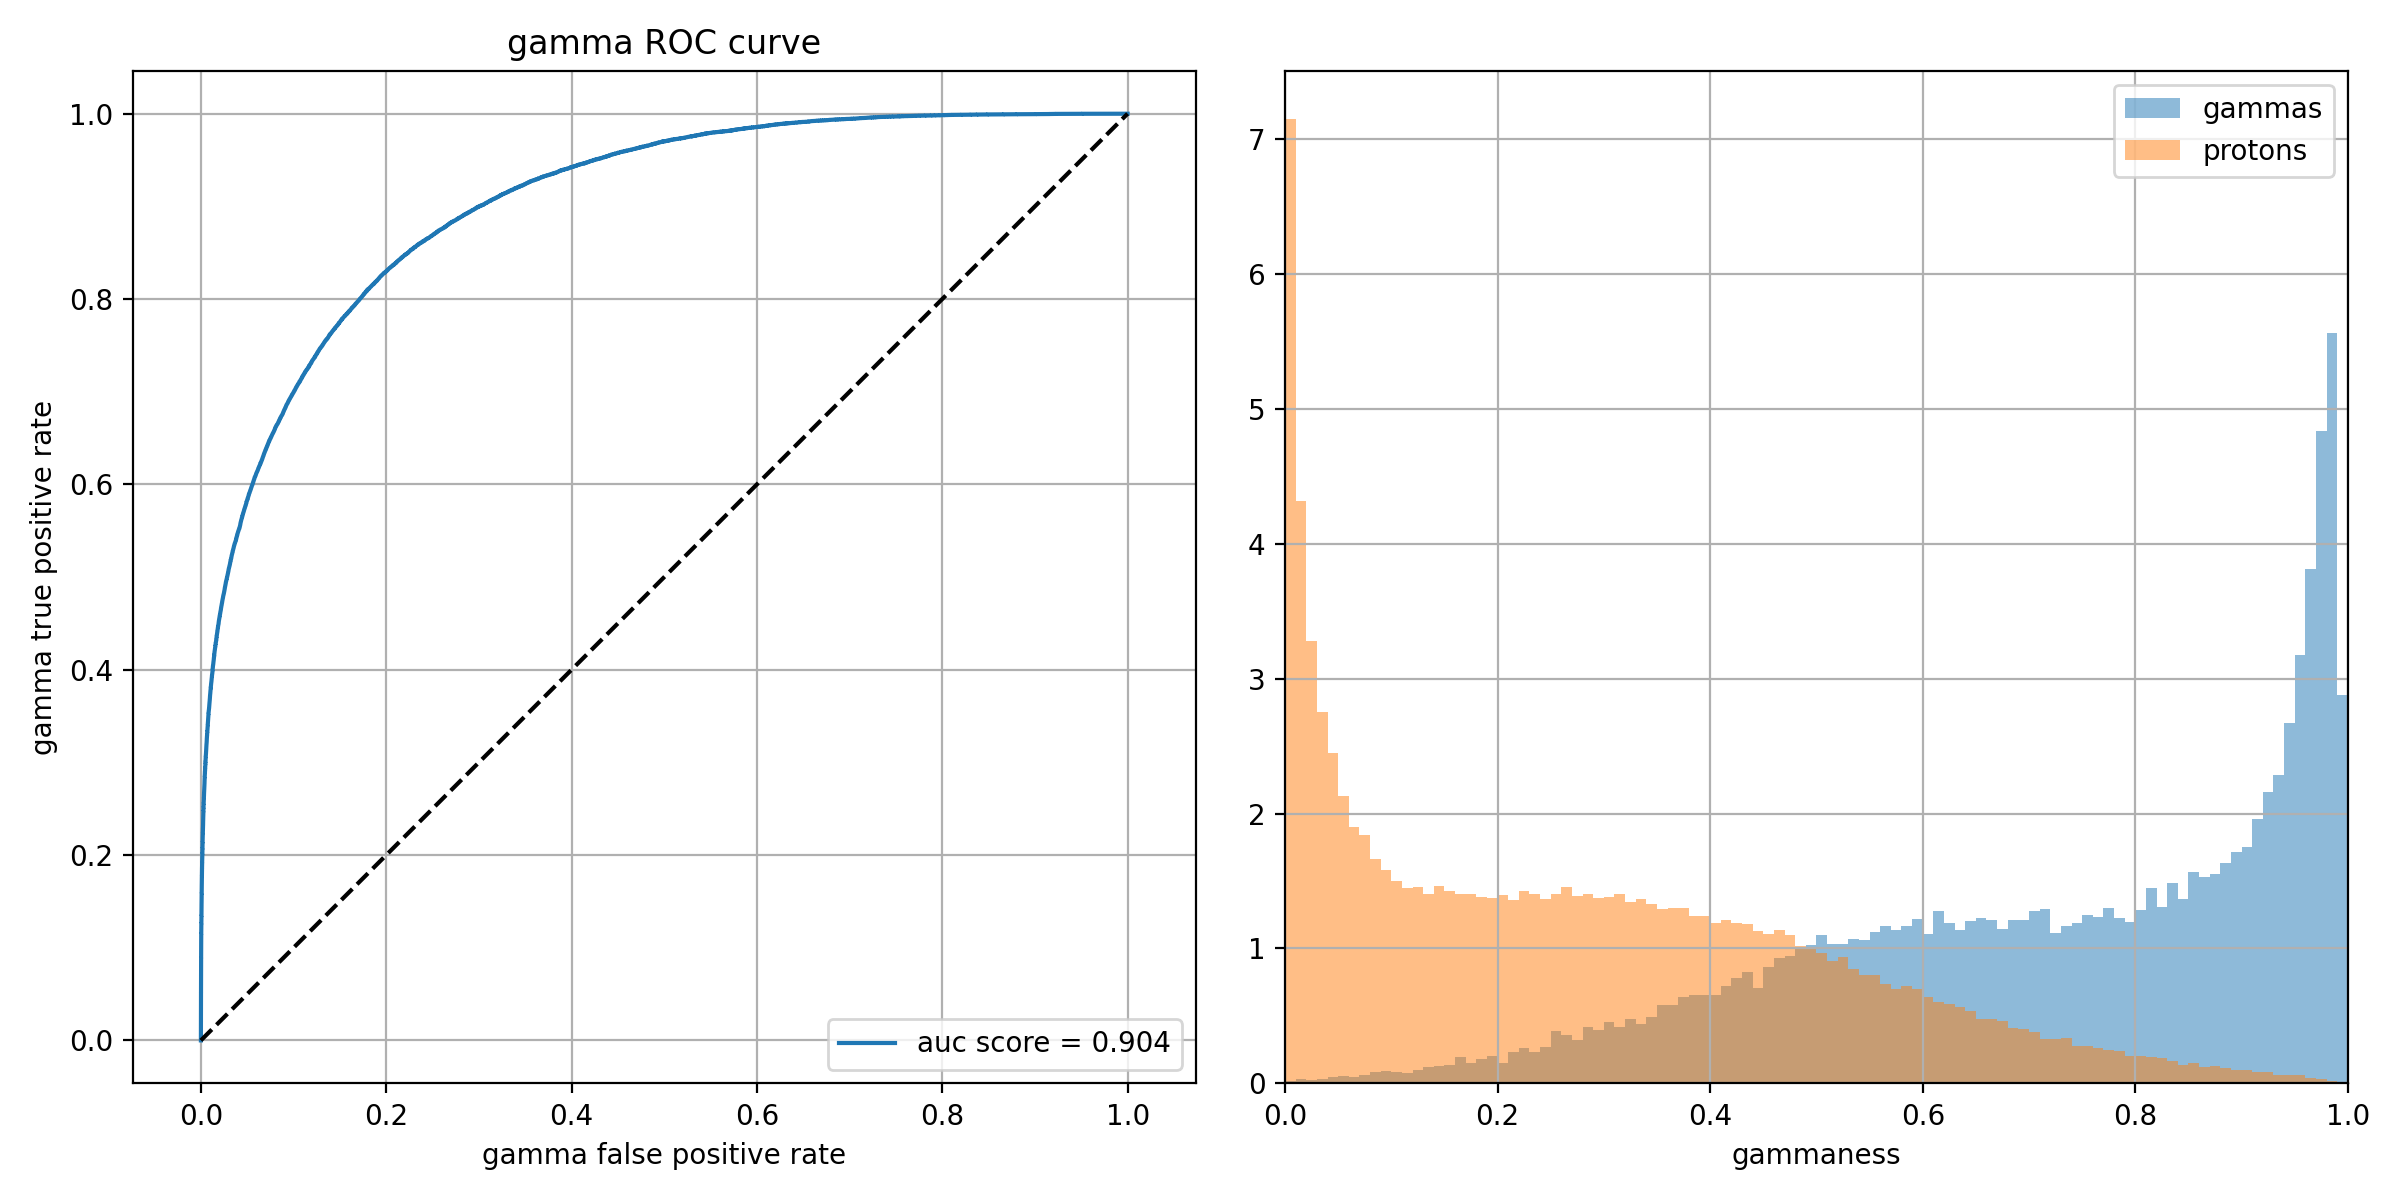 gamma ROC curve
gamma true positive rate
1.0
0.8
0.6
0.4
0.2
0.0
auc score = 0.904
0.0 0.2 0.4 0.6 0.8 1.0
gamma false positive rate
gammas
protons
7
6
5
4
3
2
1
0
0.0 0.2 0.4 0.6 0.8 1.0
gammaness